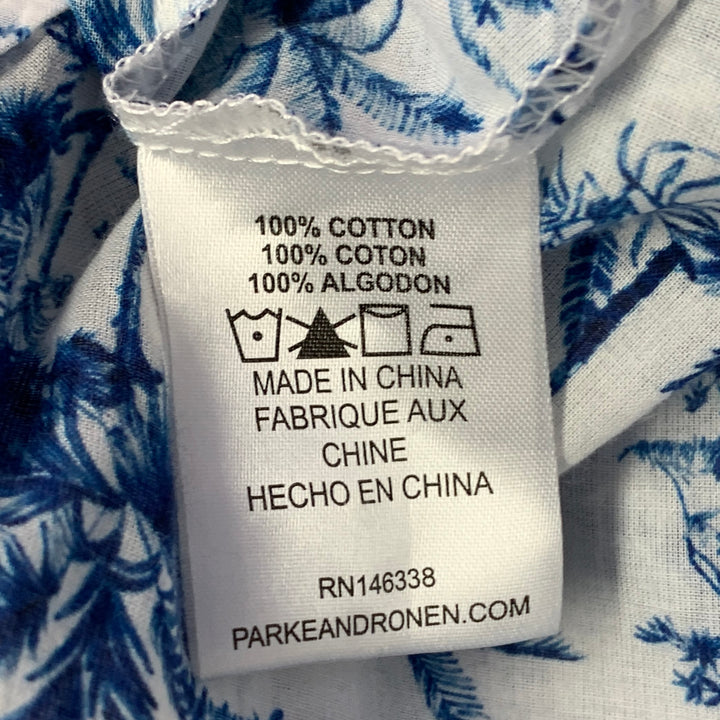 100% COTTON
100% COTON
100% ALGODON
MADE IN CHINA
FABRIQUE AUX
CHINE
HECHO EN CHINA
RN146338
PARKEANDRONEN.COM